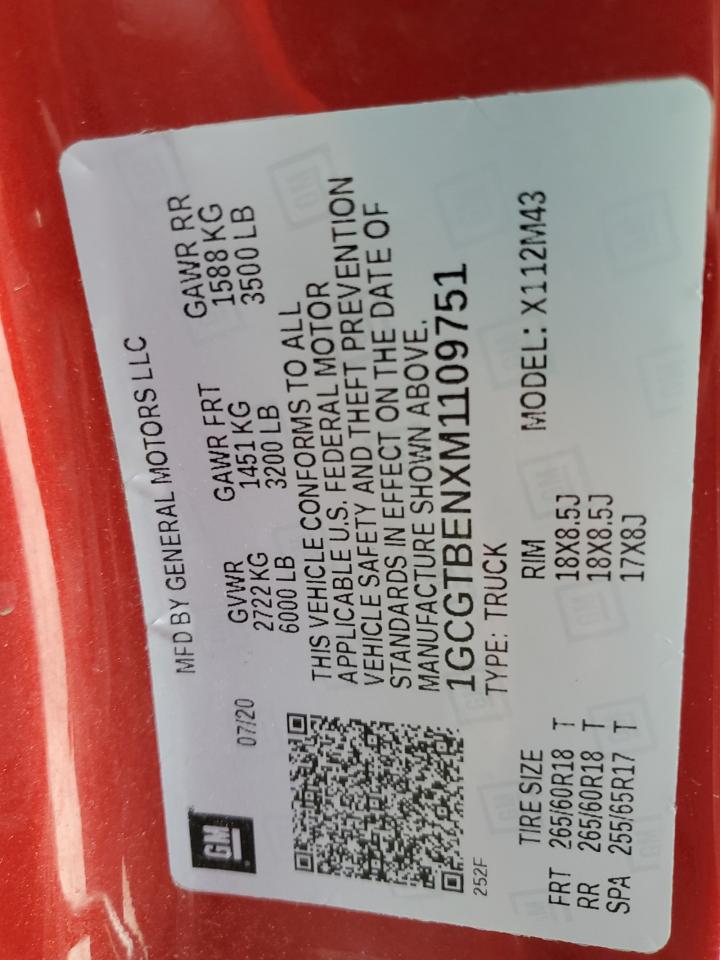 GM
MFD BY GENERAL MOTORS LLC
07/20
GVWR GAWR FRT GAWR RR
2722 KG 1451 KG 1588 KG
6000 LB 3200 LB 3500 LB
THIS VEHICLE CONFORMS TO ALL
APPLICABLE U.S. FEDERAL MOTOR
VEHICLE SAFETY AND THEFT PREVENTION
STANDARDS IN EFFECT ON THE DATE OF
MANUFACTURE SHOWN ABOVE.
1GCGTBENXM1109751
252F
TYPE: TRUCK
MODEL: X112M43
TIRE SIZE RIM
FRT 265/60R18 T 18X8.5J
RR 265/60R18 T 18X8.5J
SPA 255/65R17 T 17X8J